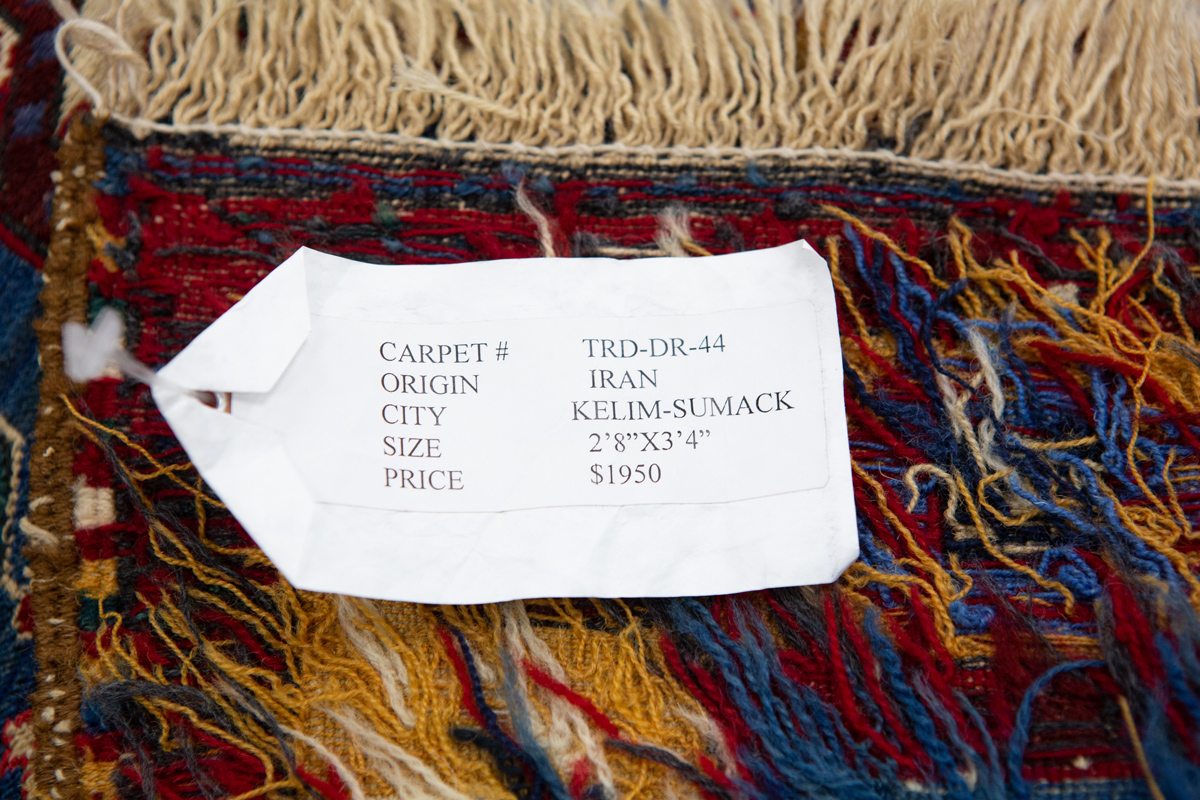 CARPET # TRD-DR-44
ORIGIN IRAN
CITY KELIM-SUMACK
SIZE 2’8”X3’4”
PRICE $1950